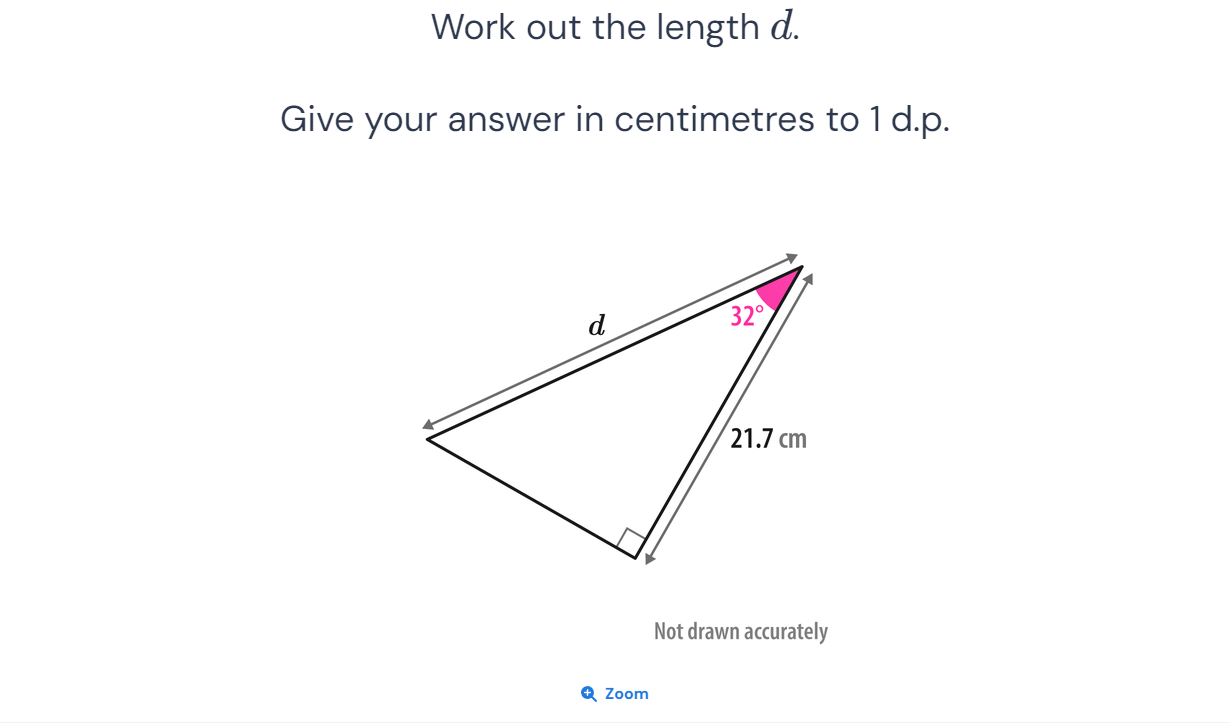 Work out the length d.
Give your answer in centimetres to 1 d.p.
d
32°
21.7 cm
Not drawn accurately
Zoom